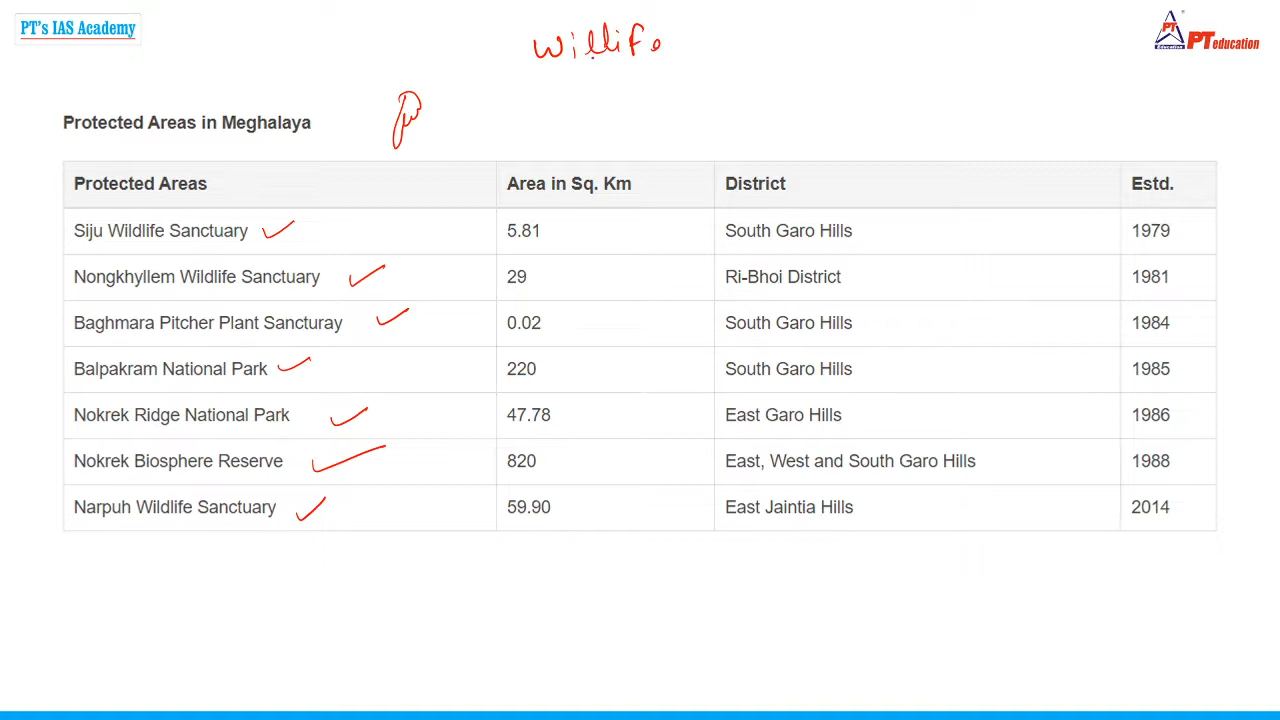 PT's IAS Academy
Willife
PT
Education
PT education
Protected Areas in Meghalaya
Protected Areas Area in Sq. Km District Estd.
Siju Wildlife Sanctuary 5.81 South Garo Hills 1979
Nongkhyllem Wildlife Sanctuary 29 Ri-Bhoi District 1981
Baghmara Pitcher Plant Sancturay 0.02 South Garo Hills 1984
Balpakram National Park 220 South Garo Hills 1985
Nokrek Ridge National Park 47.78 East Garo Hills 1986
Nokrek Biosphere Reserve 820 East, West and South Garo Hills 1988
Narpuh Wildlife Sanctuary 59.90 East Jaintia Hills 2014